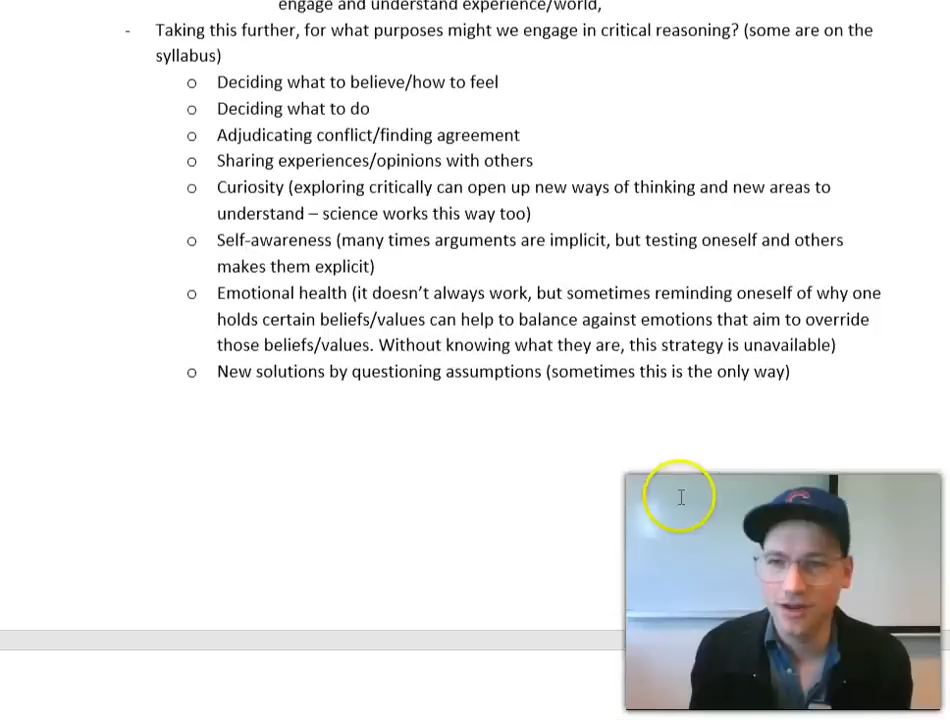 engage and understand experience/world,
- Taking this further, for what purposes might we engage in critical reasoning? (some are on the
syllabus)
o Deciding what to believe/how to feel
o Deciding what to do
o Adjudicating conflict/finding agreement
o Sharing experiences/opinions with others
o Curiosity (exploring critically can open up new ways of thinking and new areas to
understand – science works this way too)
o Self-awareness (many times arguments are implicit, but testing oneself and others
makes them explicit)
o Emotional health (it doesn’t always work, but sometimes reminding oneself of why one
holds certain beliefs/values can help to balance against emotions that aim to override
those beliefs/values. Without knowing what they are, this strategy is unavailable)
o New solutions by questioning assumptions (sometimes this is the only way)